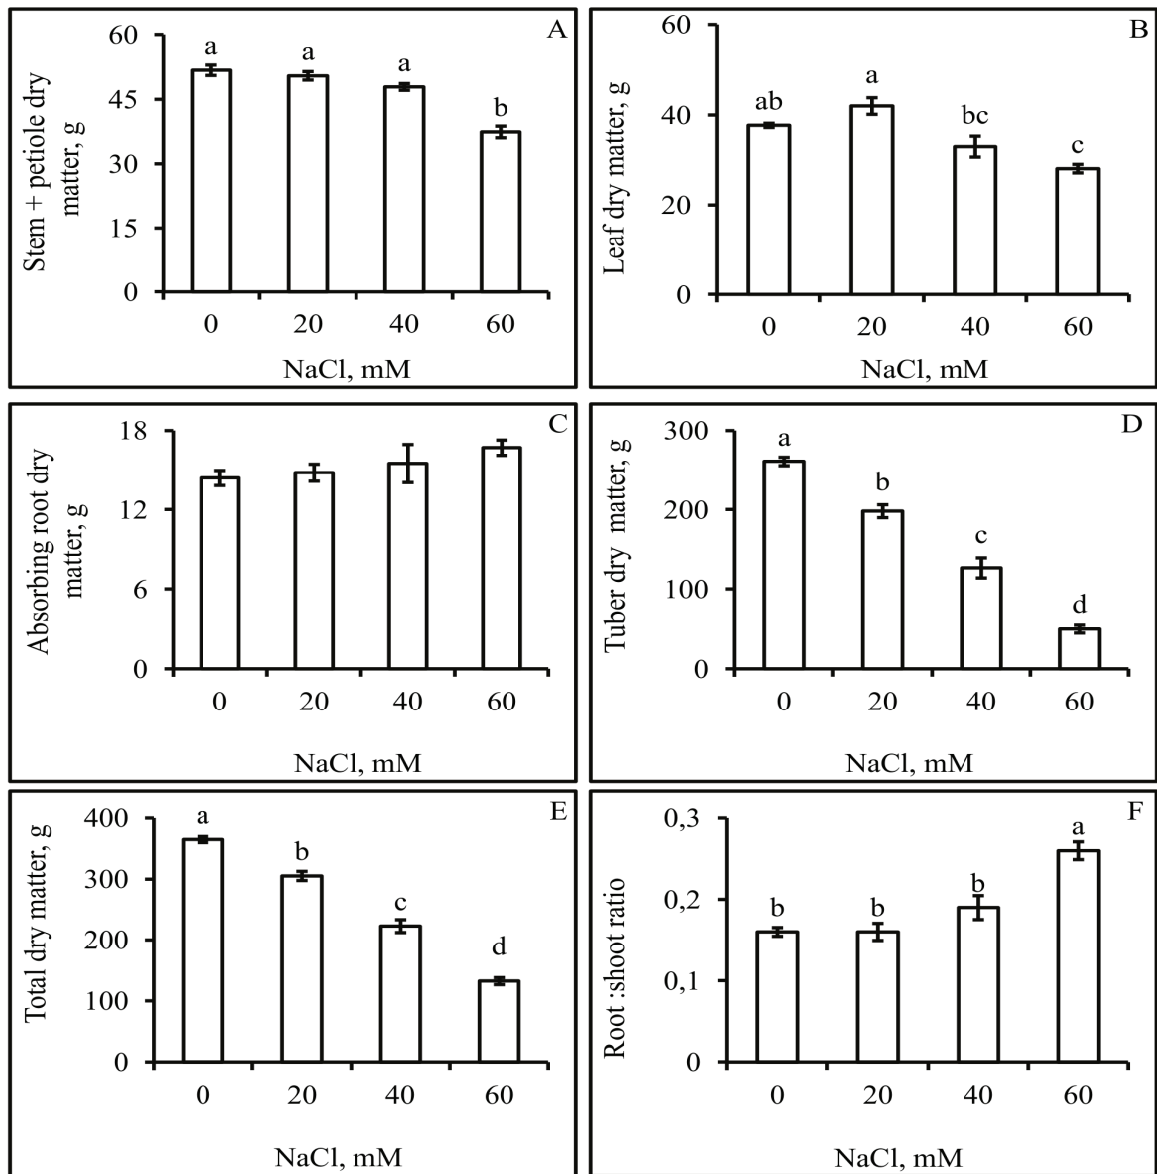 A
Stem + petiole dry
matter, g
60
45
30
15
0
a
a
a
b
0 20 40 60
NaCl, mM
B
Leaf dry matter, g
60
40
20
0
ab
a
bc
c
0 20 40 60
NaCl, mM
C
Absorbing root dry
matter, g
18
12
6
0
0 20 40 60
NaCl, mM
D
Tuber dry matter, g
300
200
100
0
a
b
c
d
0 20 40 60
NaCl, mM
E
Total dry matter, g
400
300
200
100
0
a
b
c
d
0 20 40 60
NaCl, mM
F
Root :shoot ratio
0,3
0,2
0,1
0
b
b
b
a
0 20 40 60
NaCl, mM